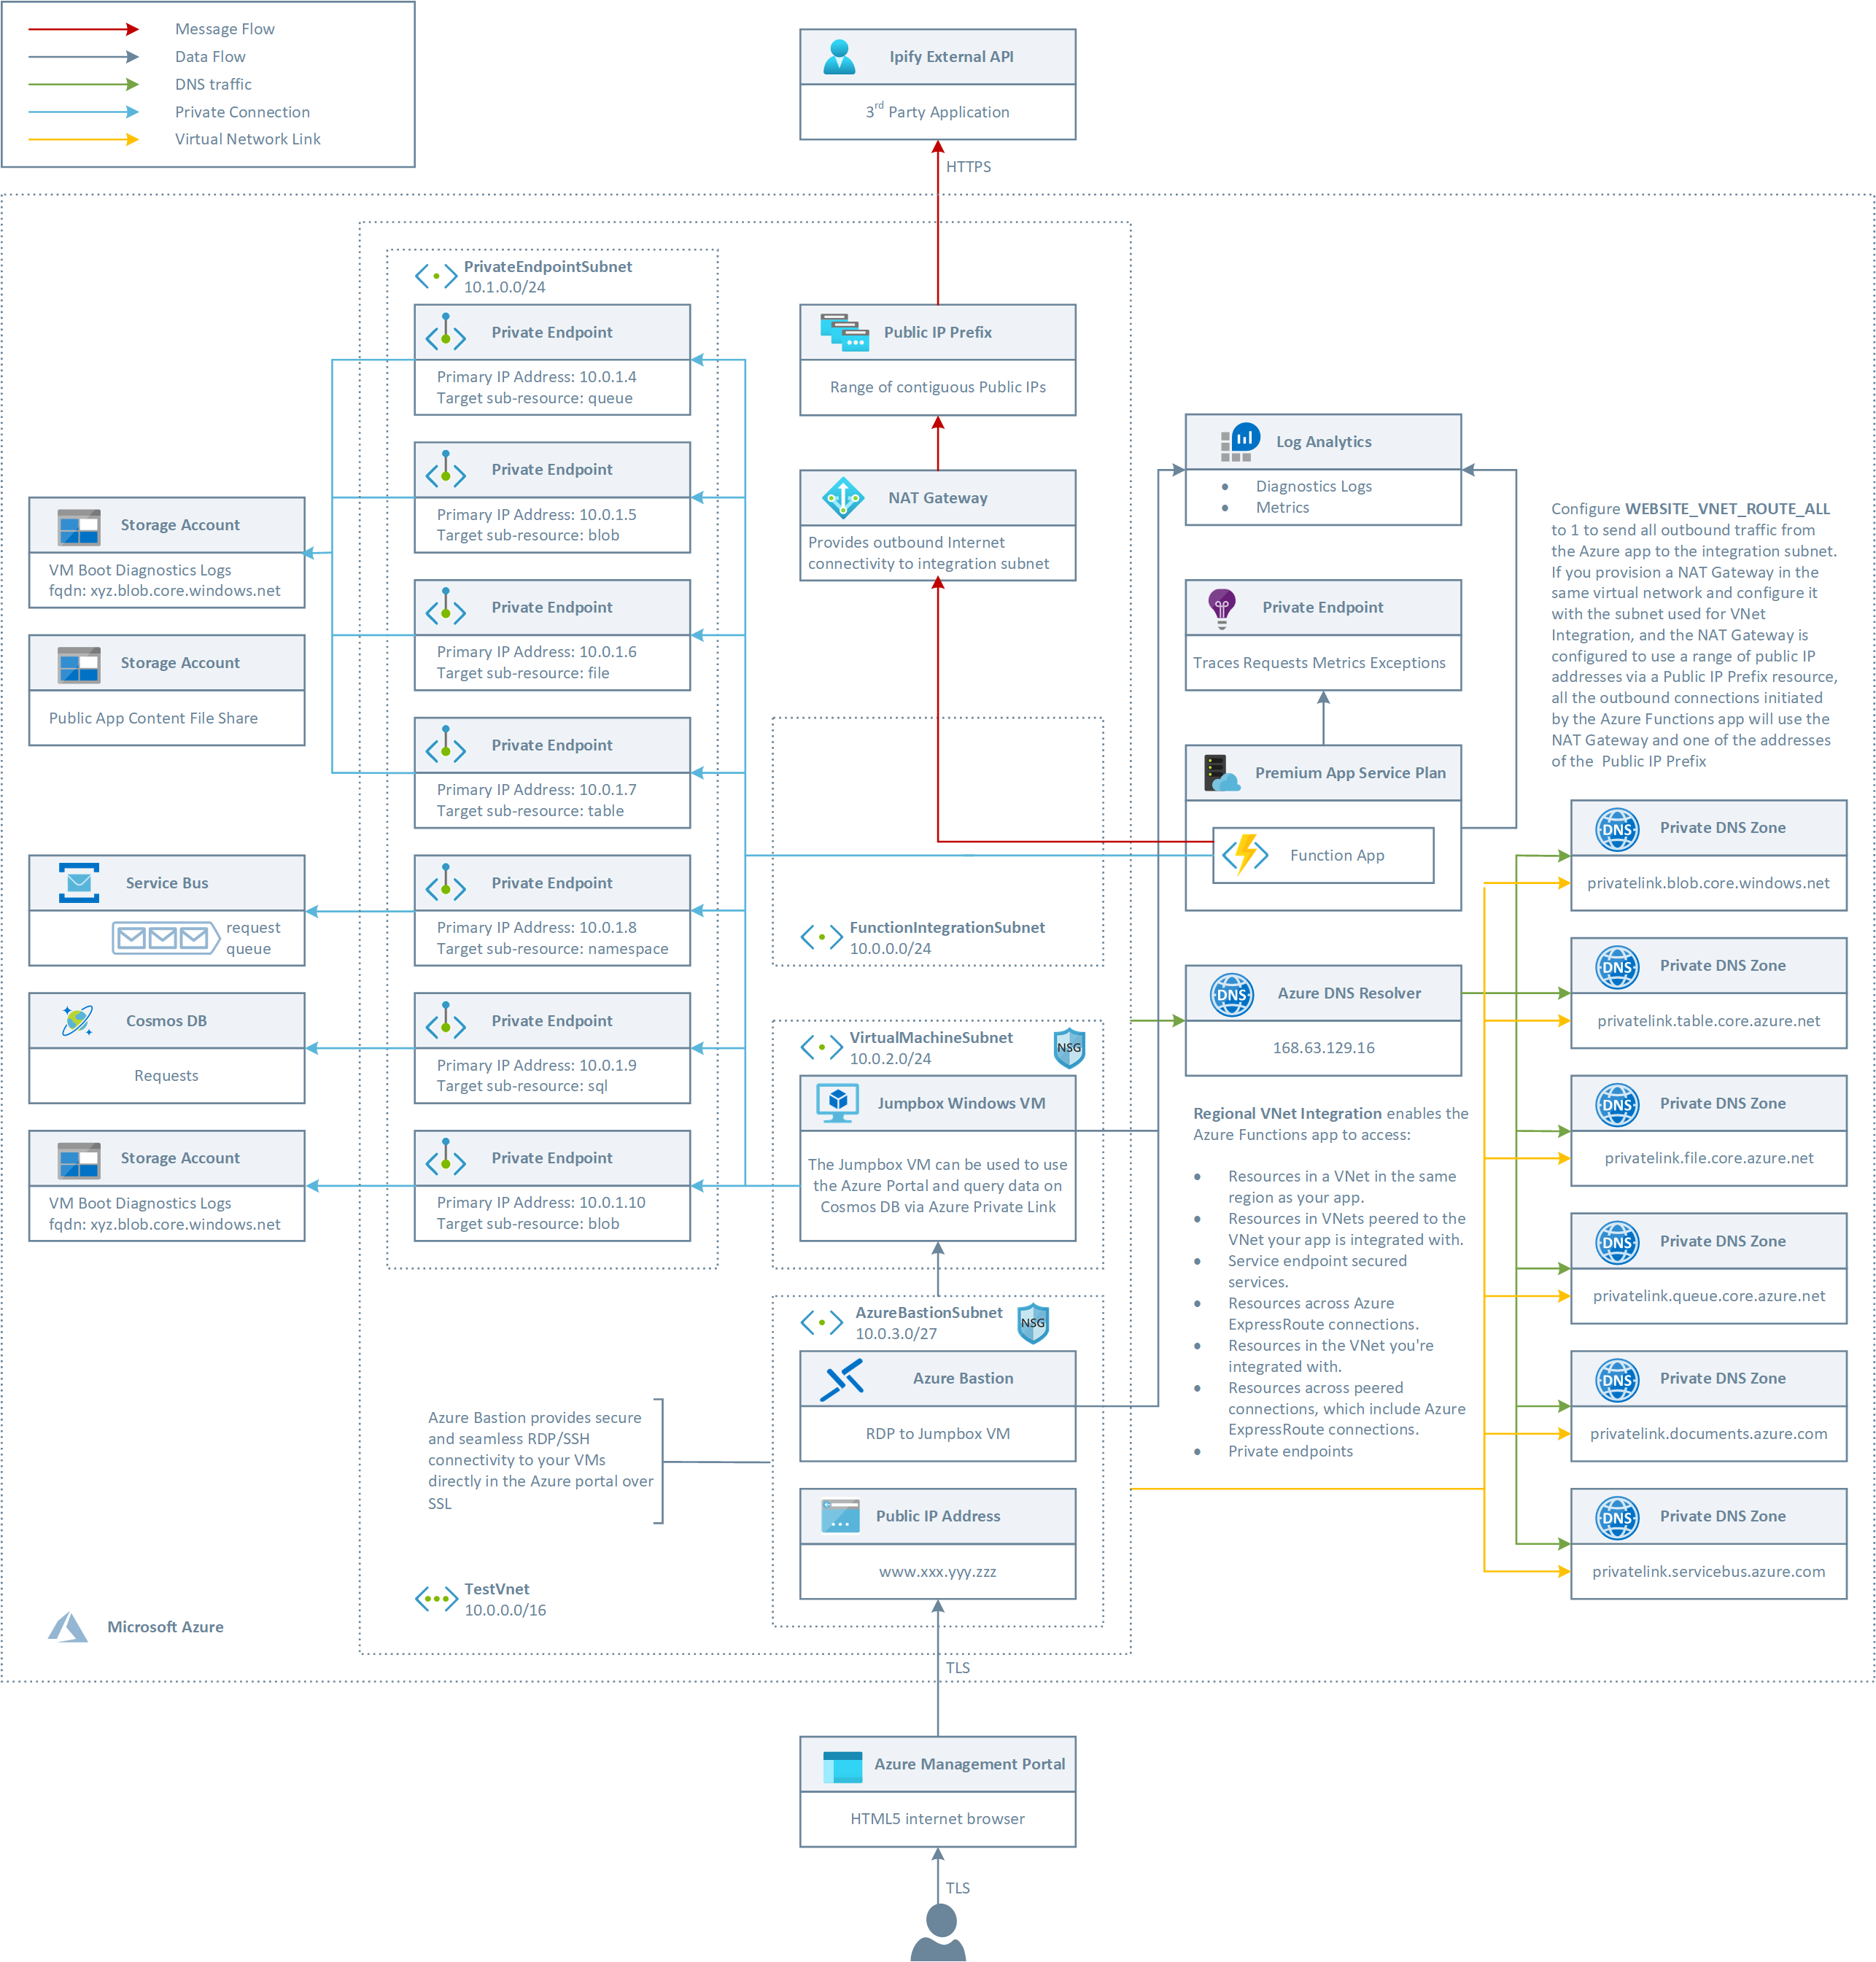 Message Flow
Data Flow
DNS traffic
Private Connection
Virtual Network Link
Ipify External API
3rd Party Application
HTTPS
PrivateEndpointSubnet
10.1.0.0/24
Private Endpoint
Primary IP Address: 10.0.1.4
Target sub-resource: queue
Private Endpoint
Primary IP Address: 10.0.1.5
Target sub-resource: blob
Private Endpoint
Primary IP Address: 10.0.1.6
Target sub-resource: file
Private Endpoint
Primary IP Address: 10.0.1.7
Target sub-resource: table
Private Endpoint
Primary IP Address: 10.0.1.8
Target sub-resource: namespace
Private Endpoint
Primary IP Address: 10.0.1.9
Target sub-resource: sql
Private Endpoint
Primary IP Address: 10.0.1.10
Target sub-resource: blob
Storage Account
VM Boot Diagnostics Logs
fqdn: xyz.blob.core.windows.net
Storage Account
Public App Content File Share
Service Bus
request
queue
Cosmos DB
Requests
Storage Account
VM Boot Diagnostics Logs
fqdn: xyz.blob.core.windows.net
Public IP Prefix
Range of contiguous Public IPs
NAT Gateway
Provides outbound Internet
connectivity to integration subnet
FunctionIntegrationSubnet
10.0.0.0/24
VirtualMachineSubnet
10.0.2.0/24
NSG
Jumpbox Windows VM
The Jumpbox VM can be used to use
the Azure Portal and query data on
Cosmos DB via Azure Private Link
AzureBastionSubnet
10.0.3.0/27
NSG
Azure Bastion
RDP to Jumpbox VM
Public IP Address
www.xxx.yyy.zzz
Azure Bastion provides secure
and seamless RDP/SSH
connectivity to your VMs
directly in the Azure portal over
SSL
TestVnet
10.0.0.0/16
Microsoft Azure
TLS
Azure Management Portal
HTML5 internet browser
TLS
Log Analytics
• Diagnostics Logs
• Metrics
Private Endpoint
Traces Requests Metrics Exceptions
Premium App Service Plan
Function App
DNS
Azure DNS Resolver
168.63.129.16
Regional VNet Integration enables the
Azure Functions app to access:
• Resources in a VNet in the same
region as your app.
• Resources in VNets peered to the
VNet your app is integrated with.
• Service endpoint secured
services.
• Resources across Azure
ExpressRoute connections.
• Resources in the VNet you're
integrated with.
• Resources across peered
connections, which include Azure
ExpressRoute connections.
• Private endpoints
Configure WEBSITE_VNET_ROUTE_ALL
to 1 to send all outbound traffic from
the Azure app to the integration subnet.
If you provision a NAT Gateway in the
same virtual network and configure it
with the subnet used for VNet
Integration, and the NAT Gateway is
configured to use a range of public IP
addresses via a Public IP Prefix resource,
all the outbound connections initiated
by the Azure Functions app will use the
NAT Gateway and one of the addresses
of the Public IP Prefix
DNS
Private DNS Zone
privatelink.blob.core.windows.net
DNS
Private DNS Zone
privatelink.table.core.azure.net
DNS
Private DNS Zone
privatelink.file.core.azure.net
DNS
Private DNS Zone
privatelink.queue.core.azure.net
DNS
Private DNS Zone
privatelink.documents.azure.com
DNS
Private DNS Zone
privatelink.servicebus.azure.com